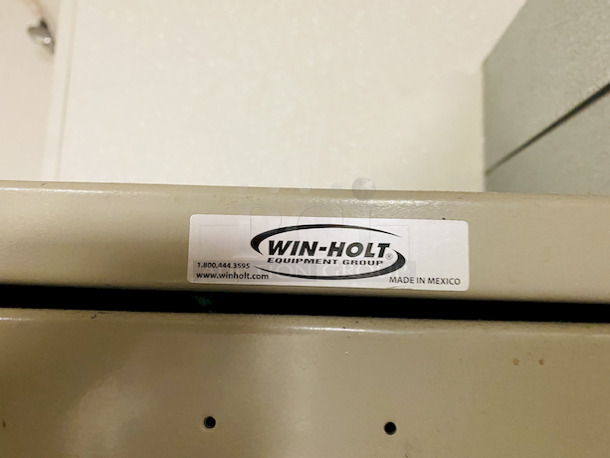 WIN-HOLT®
EQUIPMENT GROUP
1.800.444.3595
www.winholt.com
MADE IN MEXICO